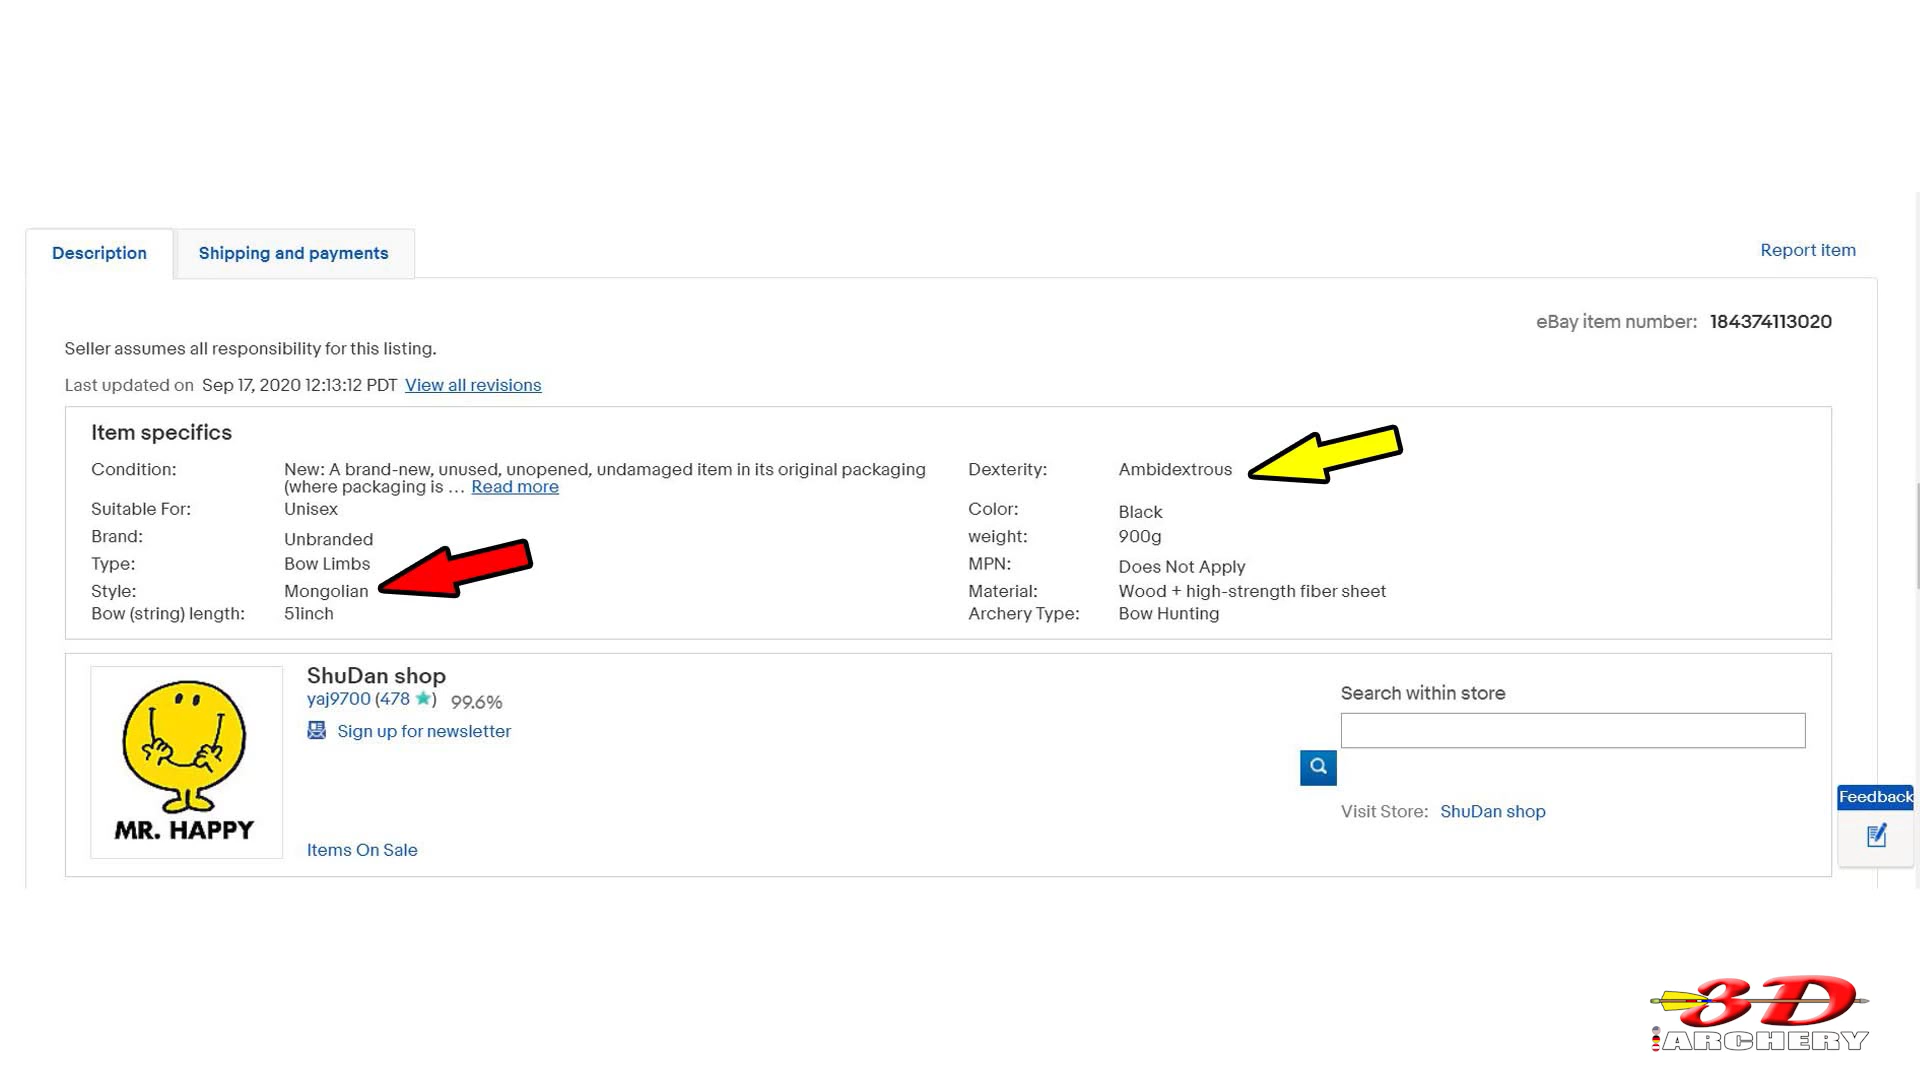 Description
Shipping and payments
Report item
eBay item number: 184374113020
Seller assumes all responsibility for this listing.
Last updated on Sep 17, 2020 12:13:12 PDT View all revisions
Item specifics
Condition: New: A brand-new, unused, unopened, undamaged item in its original packaging
(where packaging is ... Read more
Dexterity: Ambidextrous
Suitable For: Unisex
Color: Black
Brand: Unbranded
weight: 900g
Type: Bow Limbs
MPN: Does Not Apply
Style: Mongolian
Material: Wood + high-strength fiber sheet
Bow (string) length: 51inch
Archery Type: Bow Hunting
MR. HAPPY
ShuDan shop
yaj9700 (478 ★) 99.6%
Sign up for newsletter
Items On Sale
Search within store
Visit Store: ShuDan shop
Feedback
3D
ARCHERY